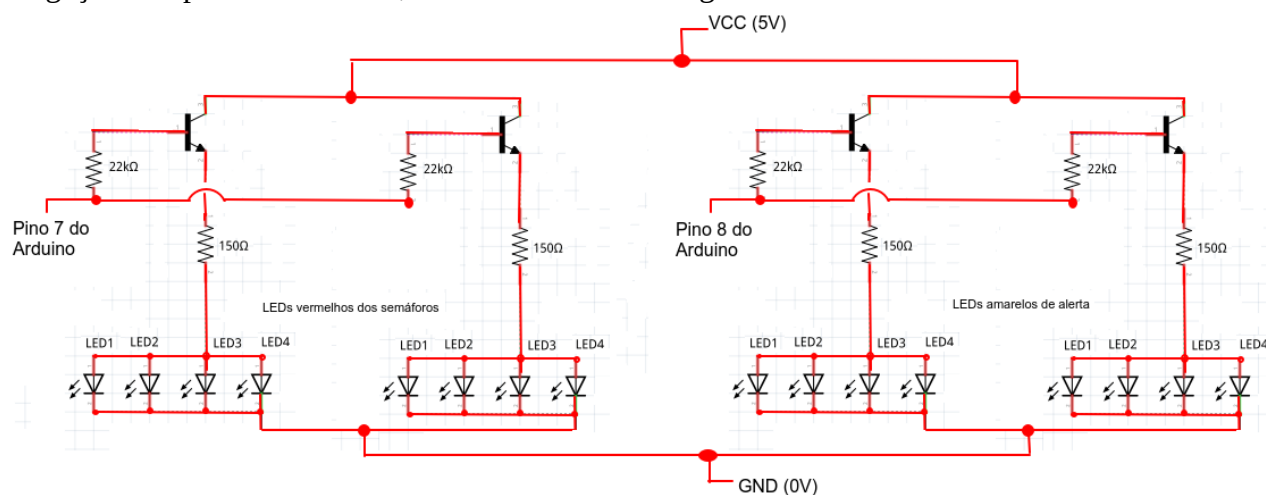 VCC (5V)
22kΩ
22kΩ
22kΩ
22kΩ
Pino 7 do
Arduino
Pino 8 do
Arduino
150Ω
150Ω
150Ω
150Ω
LEDs vermelhos dos semáforos
LEDs amarelos de alerta
LED1 LED2 LED3 LED4
LED1 LED2 LED3 LED4
LED1 LED2 LED3 LED4
LED1 LED2 LED3 LED4
GND (0V)